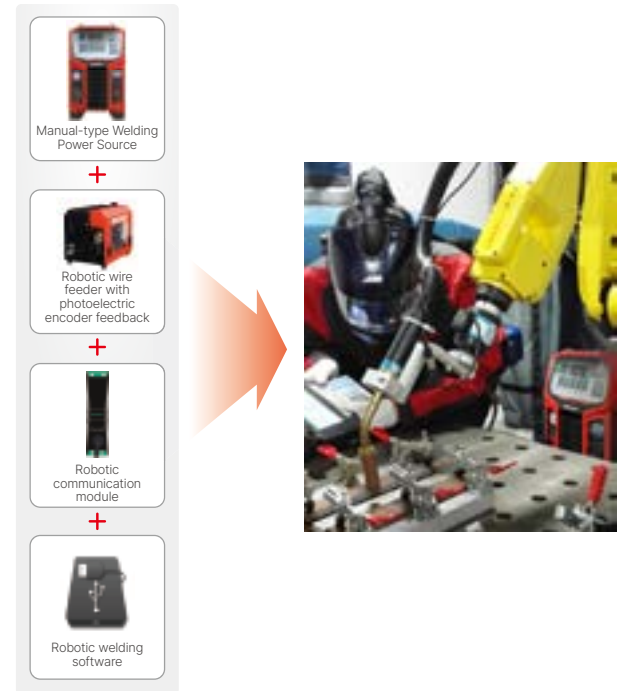 Manual-type Welding
Power Source
+
Robotic wire
feeder with
photoelectric
encoder feedback
+
Robotic
communication
module
+
Robotic welding
software